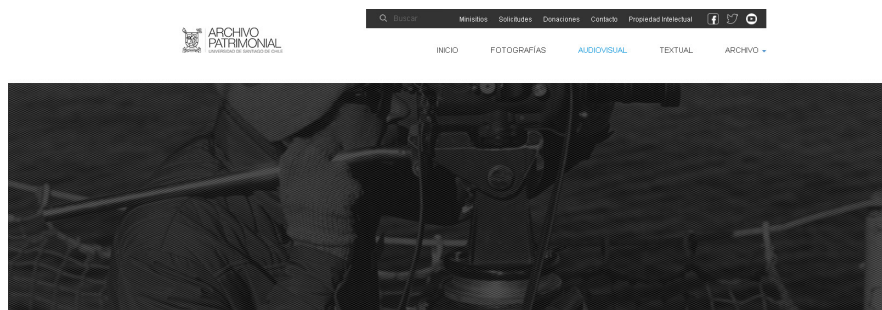 Buscar
Minisitios Solicitudes Donaciones Contacto Propiedad Intelectual
ARCHIVO
PATRIMONIAL
UNIVERSIDAD DE SANTIAGO DE CHILE
INICIO FOTOGRAFÍAS AUDIOVISUAL TEXTUAL ARCHIVO